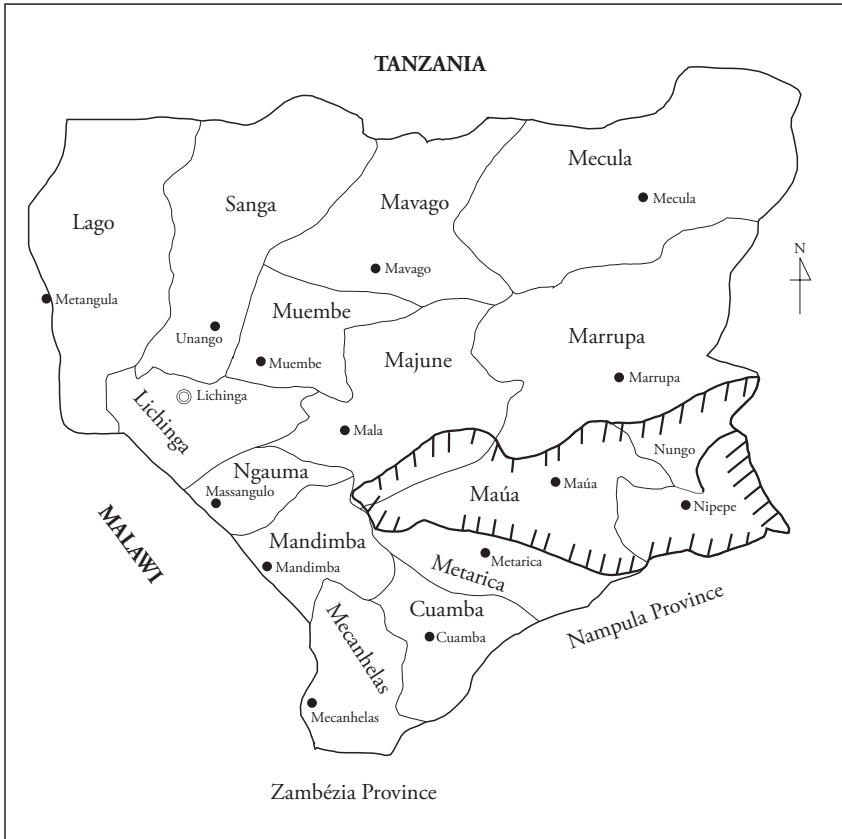 TANZANIA
Mecula
Mecula
Sanga
Mavago
Lago
N
Mavago
Metangula
Muembe
Unango
Marrupa
Majune
Muembe
Marrupa
Lichinga
Lichinga
Mala
Nungo
Ngauma
Maúa
Maúa
Massangulo
Nipepe
MALAWI
Mandimba
Metarica
Mandimba
Metarica
Cuamba
Nampula Province
Mecanhelas
Cuamba
Mecanhelas
Zambézia Province